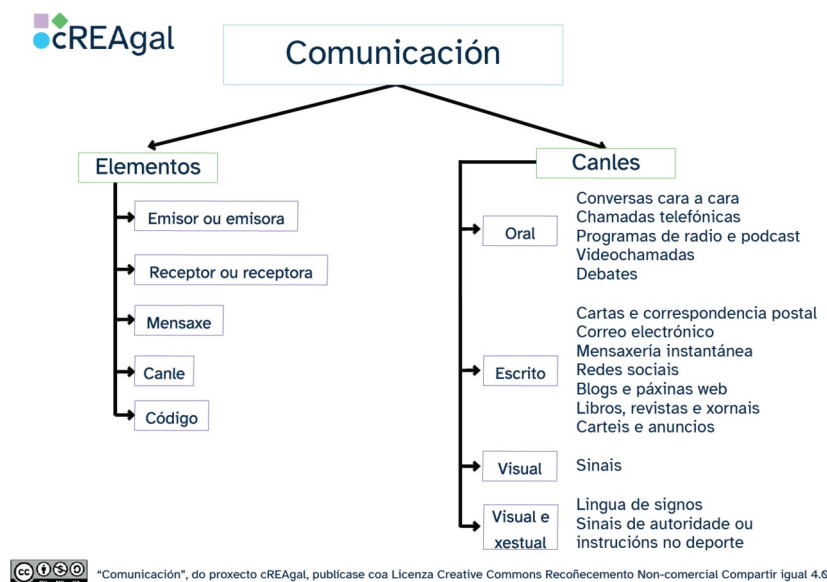 cREAgal
Comunicación
Elementos
Emisor ou emisora
Receptor ou receptora
Mensaxe
Canle
Código
Canles
Oral
Conversas cara a cara
Chamadas telefónicas
Programas de radio e podcast
Videochamadas
Debates
Escrito
Cartas e correspondencia postal
Correo electrónico
Mensaxería instantánea
Redes sociais
Blogs e páxinas web
Libros, revistas e xornais
Carteis e anuncios
Visual
Sinais
Visual e
xestual
Lingua de signos
Sinais de autoridade ou
instrucións no deporte
cc
"Comunicación", do proxecto cREAgal, publícase coa Licenza Creative Commons Recoñecemento Non-comercial Compartir igual 4.0